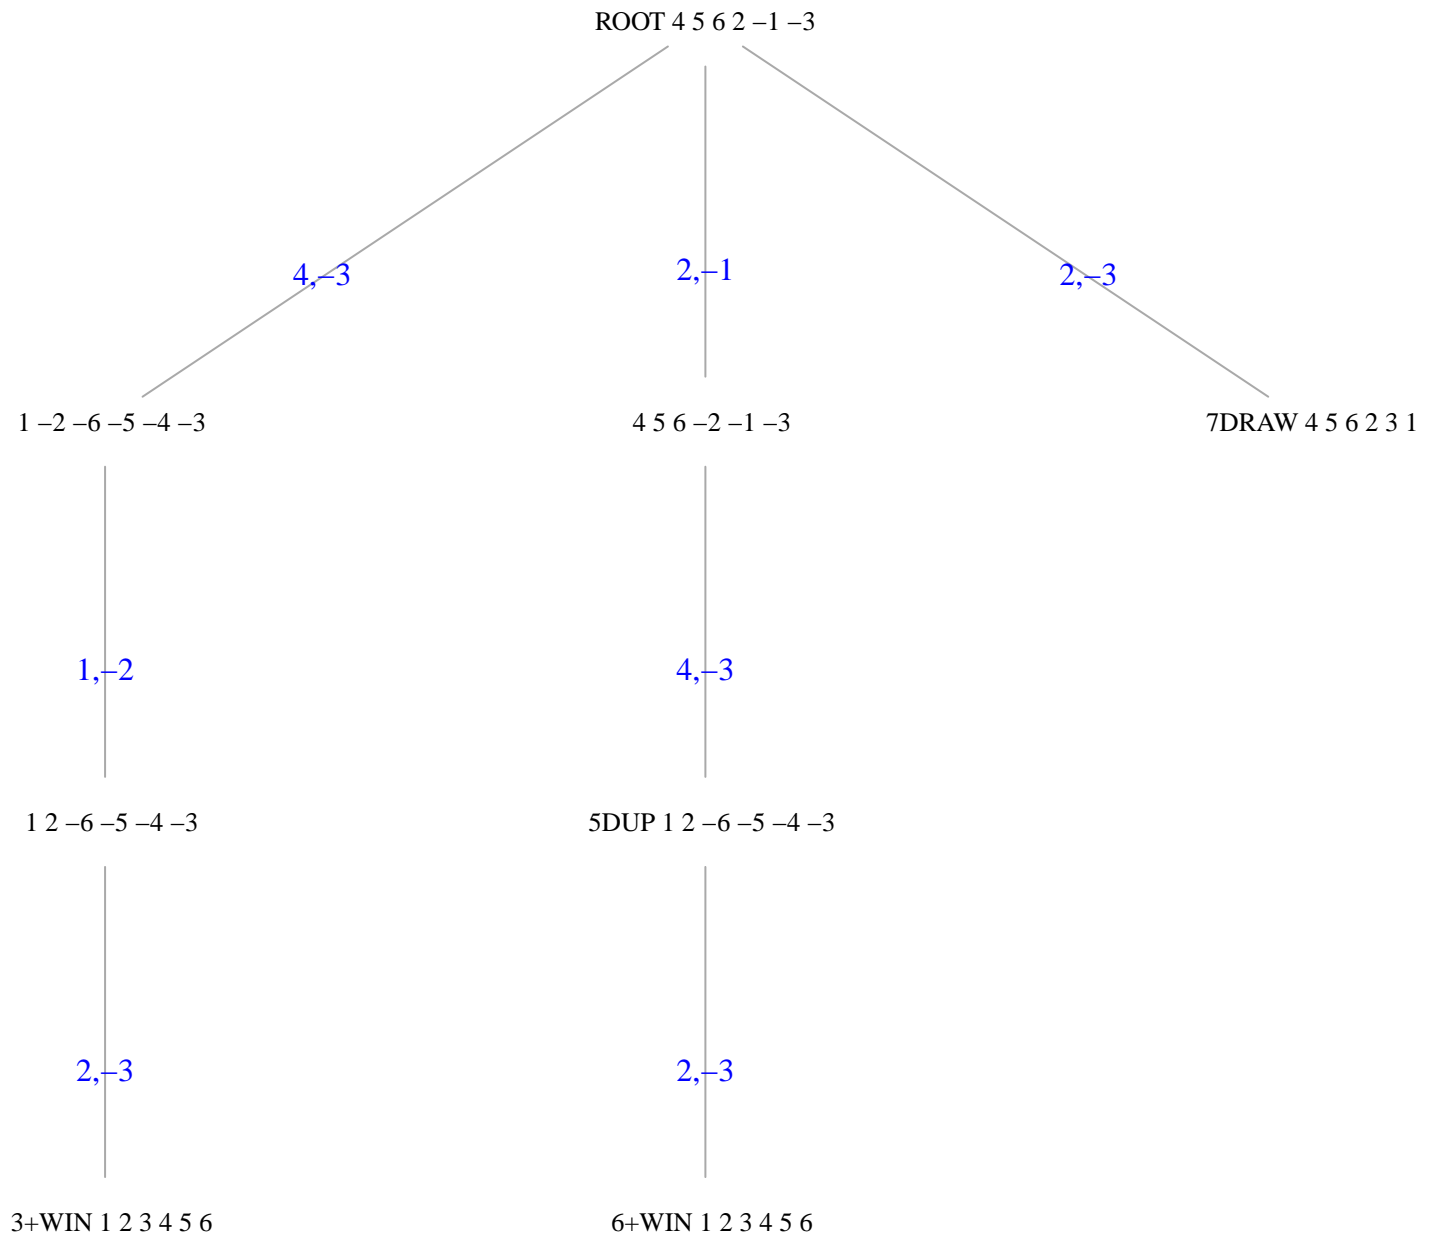 ROOT 4 5 6 2 –1 –3
4,–3
2,–1
2,–3
1 –2 –6 –5 –4 –3
4 5 6 –2 –1 –3
7DRAW 4 5 6 2 3 1
1,–2
4,–3
1 2 –6 –5 –4 –3
5DUP 1 2 –6 –5 –4 –3
2,–3
2,–3
3+WIN 1 2 3 4 5 6
6+WIN 1 2 3 4 5 6